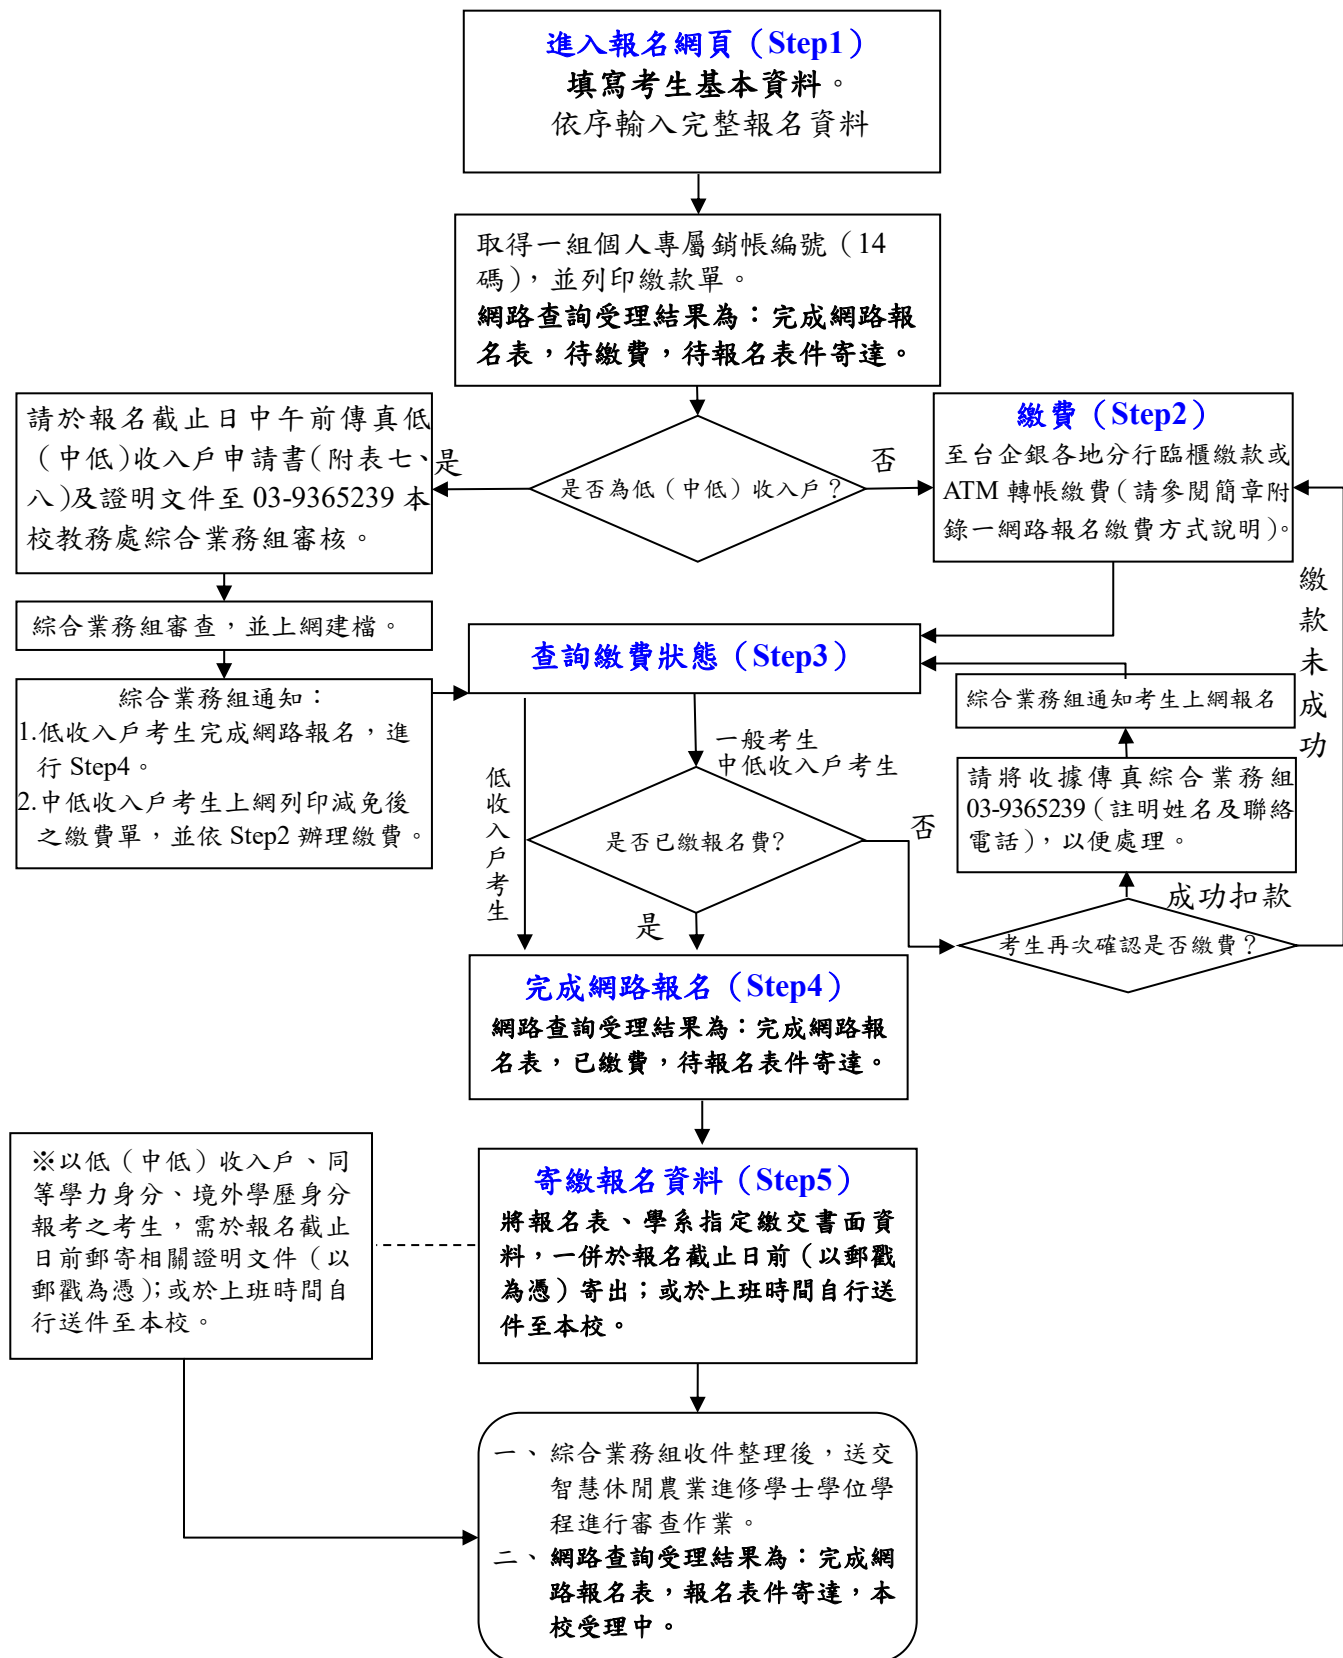 進入報名網頁（Step1）
填寫考生基本資料。
依序輸入完整報名資料
取得一組個人專屬銷帳編號（14
碼），並列印繳款單。
網路查詢受理結果為：完成網路報
名表，待繳費，待報名表件寄達。
請於報名截止日中午前傳真低
（中低）收入戶申請書（附表七、
八）及證明文件至 03-9365239 本
校教務處綜合業務組審核。
是
是否為低（中低）收入戶？
否
繳費（Step2）
至台企銀各地分行臨櫃繳款或
ATM 轉帳繳費（請參閱簡章附
錄一網路報名繳費方式說明）。
綜合業務組審查，並上網建檔。
綜合業務組通知：
1.低收入戶考生完成網路報名，進
行 Step4。
2.中低收入戶考生上網列印減免後
之繳費單，並依 Step2 辦理繳費。
查詢繳費狀態（Step3）
繳款未成功
綜合業務組通知考生上網報名
一般考生
中低收入戶考生
低收入戶考生
請將收據傳真綜合業務組
03-9365239（註明姓名及聯絡
電話），以便處理。
是否已繳報名費?
否
成功扣款
是
考生再次確認是否繳費？
完成網路報名（Step4）
網路查詢受理結果為：完成網路報
名表，已繳費，待報名表件寄達。
※以低（中低）收入戶、同
等學力身分、境外學歷身分
報考之考生，需於報名截止
日前郵寄相關證明文件（以
郵戳為憑）；或於上班時間自
行送件至本校。
寄繳報名資料（Step5）
將報名表、學系指定繳交書面資
料，一併於報名截止日前（以郵戳
為憑）寄出；或於上班時間自行送
件至本校。
一、綜合業務組收件整理後，送交
智慧休閒農業進修學士學位學
程進行審查作業。
二、網路查詢受理結果為：完成網
路報名表，報名表件寄達，本
校受理中。